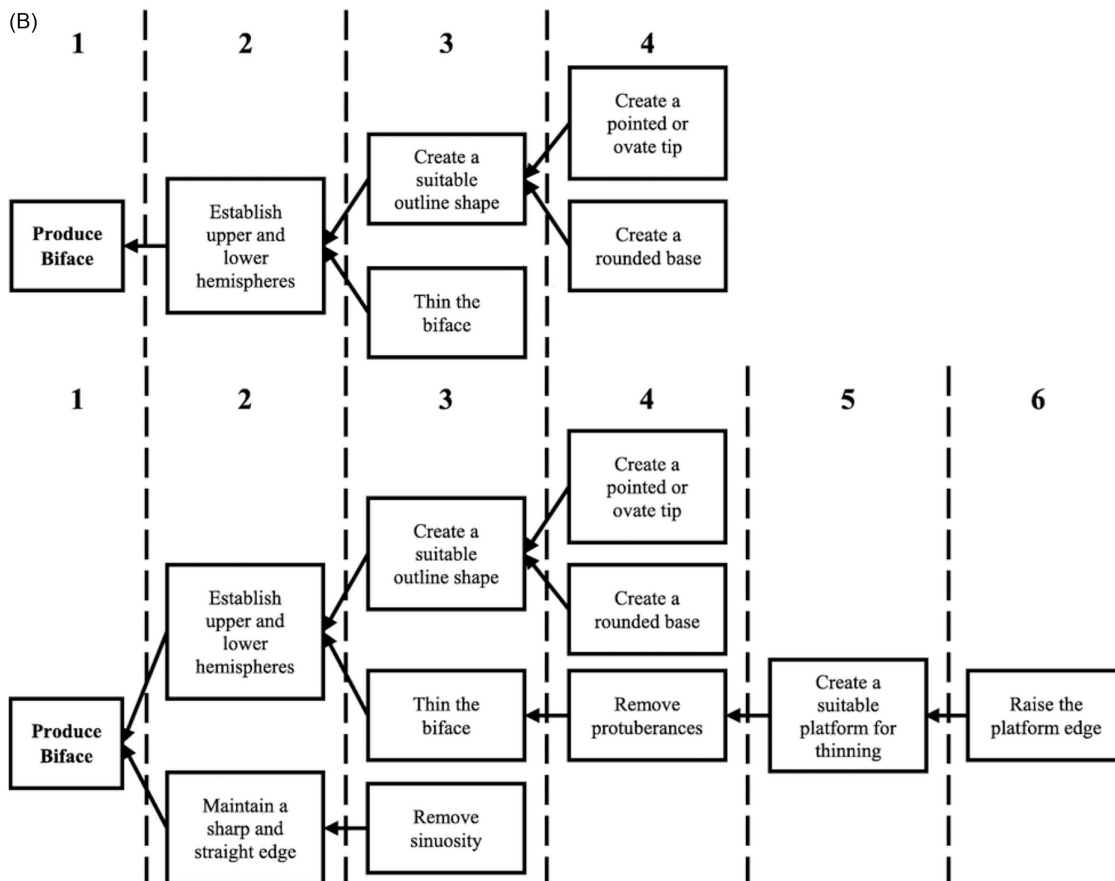 (B)
1
2
3
4
Produce
Biface
Establish
upper and
lower
hemispheres
Create a
suitable
outline shape
Thin the
biface
Create a
pointed or
ovate tip
Create a
rounded base
1
2
3
4
5
6
Produce
Biface
Establish
upper and
lower
hemispheres
Maintain a
sharp and
straight edge
Create a
suitable
outline shape
Thin the
biface
Remove
sinuosity
Create a
pointed or
ovate tip
Create a
rounded base
Remove
protuberances
Create a
suitable
platform for
thinning
Raise the
platform edge